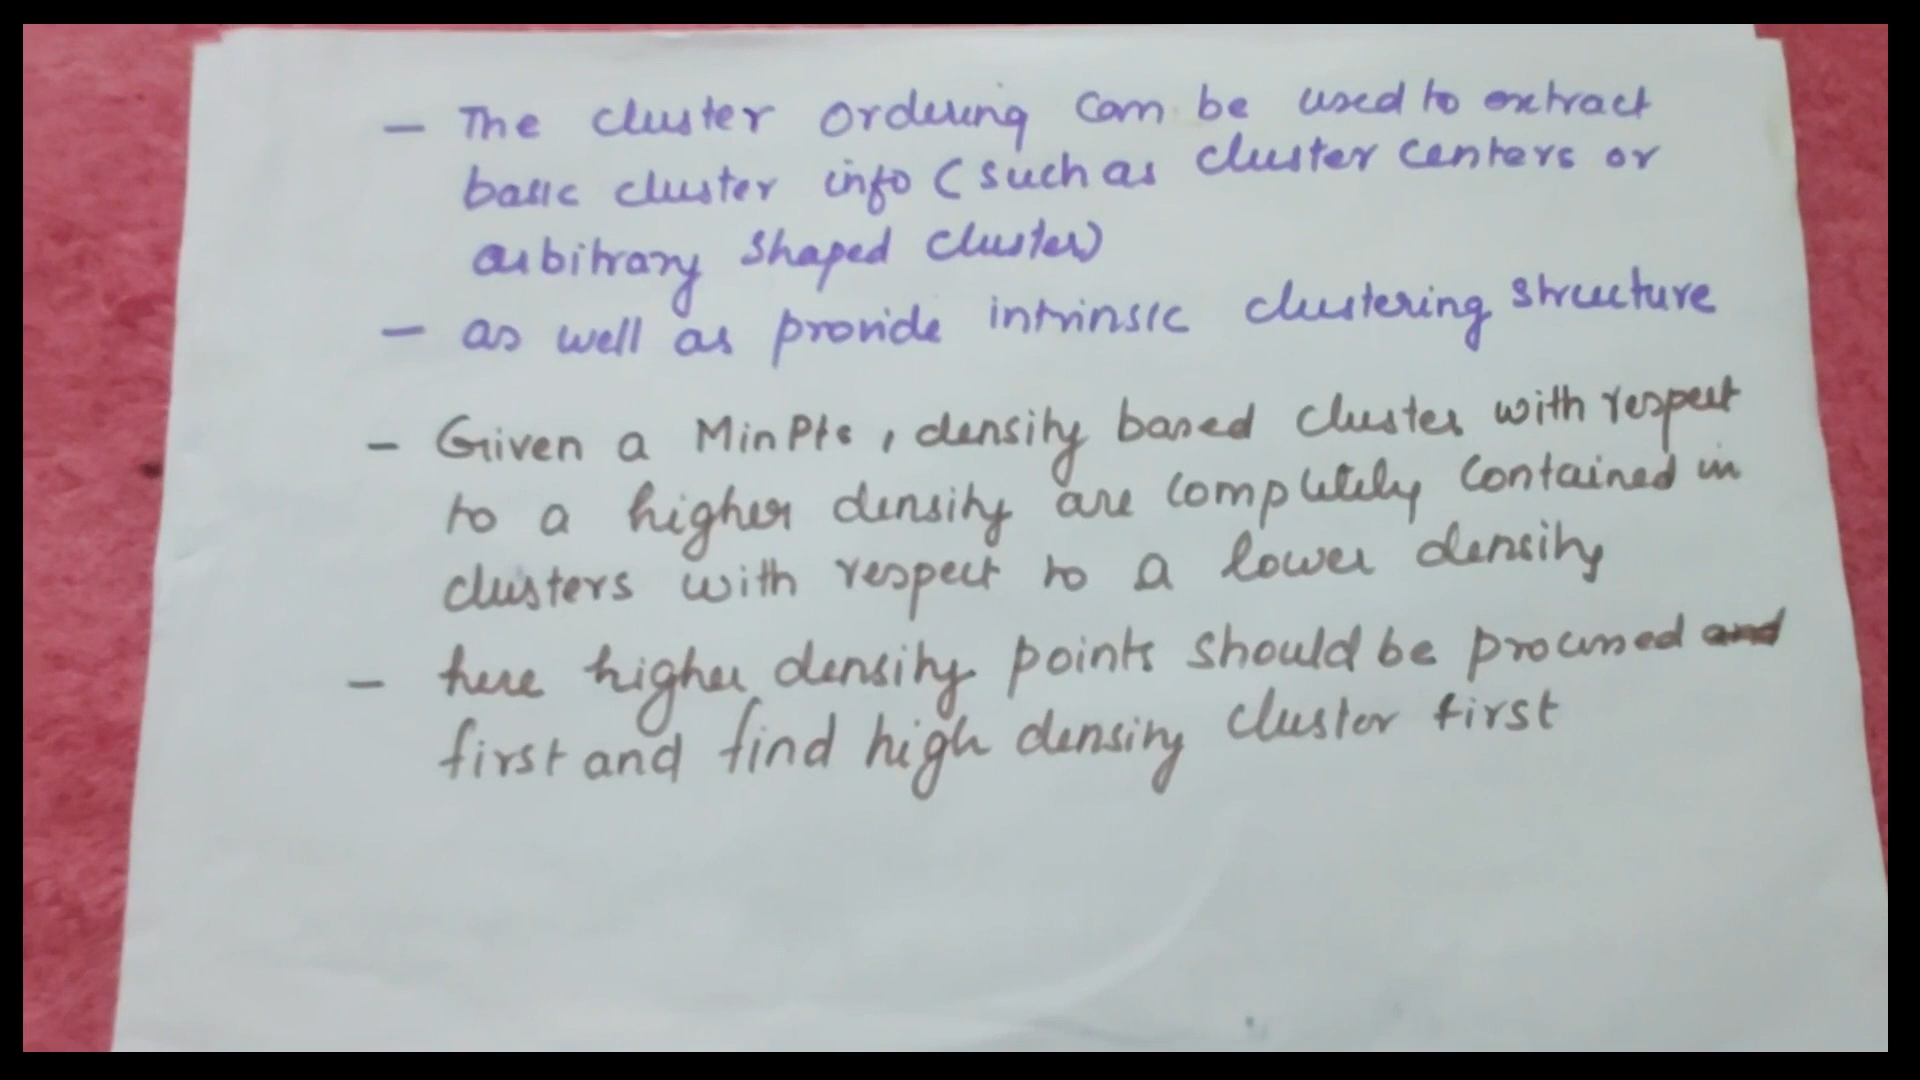 - The cluster ordering can be used to extract
basic cluster info (such as cluster centers or
arbitrary shaped cluster)
- as well as provide intrinsic clustering structure
- Given a MinPts, density based cluster with respect
to a higher density are completely contained in
clusters with respect to a lower density
- here higher density points should be processed and
first and find high density cluster first